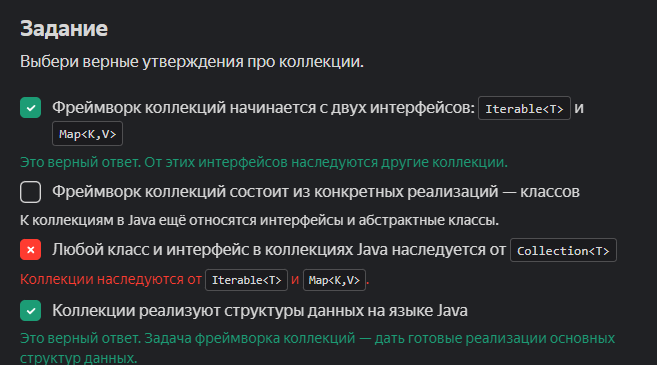 Задание
Выбери верные утверждения про коллекции.
Фреймворк коллекций начинается с двух интерфейсов: Iterable<T> и
Map<K,V>
Это верный ответ. От этих интерфейсов наследуются другие коллекции.
Фреймворк коллекций состоит из конкретных реализаций — классов
К коллекциям в Java ещё относятся интерфейсы и абстрактные классы.
Любой класс и интерфейс в коллекциях Java наследуется от Collection<T>
Коллекции наследуются от Iterable<T> и Map<K,V>.
Коллекции реализуют структуры данных на языке Java
Это верный ответ. Задача фреймворка коллекций — дать готовые реализации основных
структур данных.